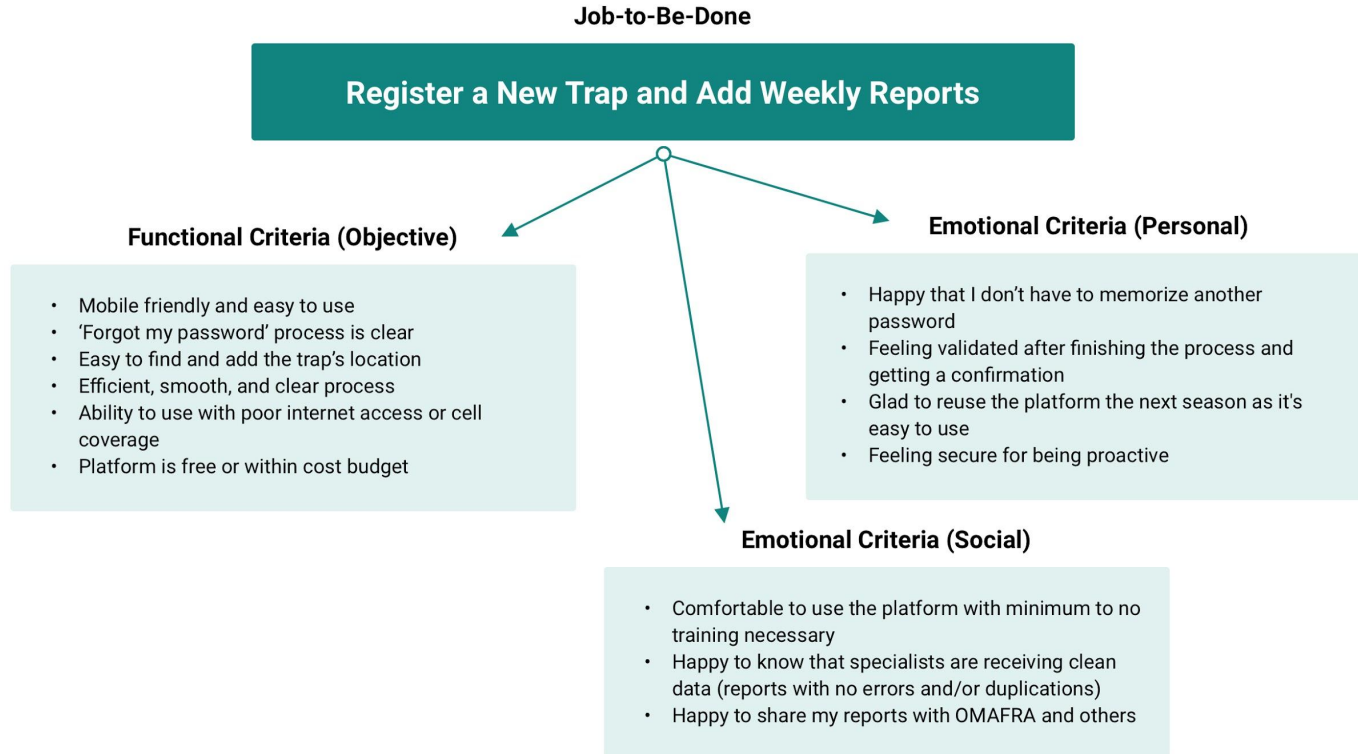 Job-to-Be-Done
Register a New Trap and Add Weekly Reports
Functional Criteria (Objective)
• Mobile friendly and easy to use
• ‘Forgot my password’ process is clear
• Easy to find and add the trap’s location
• Efficient, smooth, and clear process
• Ability to use with poor internet access or cell
coverage
• Platform is free or within cost budget
Emotional Criteria (Personal)
• Happy that I don’t have to memorize another
password
• Feeling validated after finishing the process and
getting a confirmation
• Glad to reuse the platform the next season as it's
easy to use
• Feeling secure for being proactive
Emotional Criteria (Social)
• Comfortable to use the platform with minimum to no
training necessary
• Happy to know that specialists are receiving clean
data (reports with no errors and/or duplications)
• Happy to share my reports with OMAFRA and others